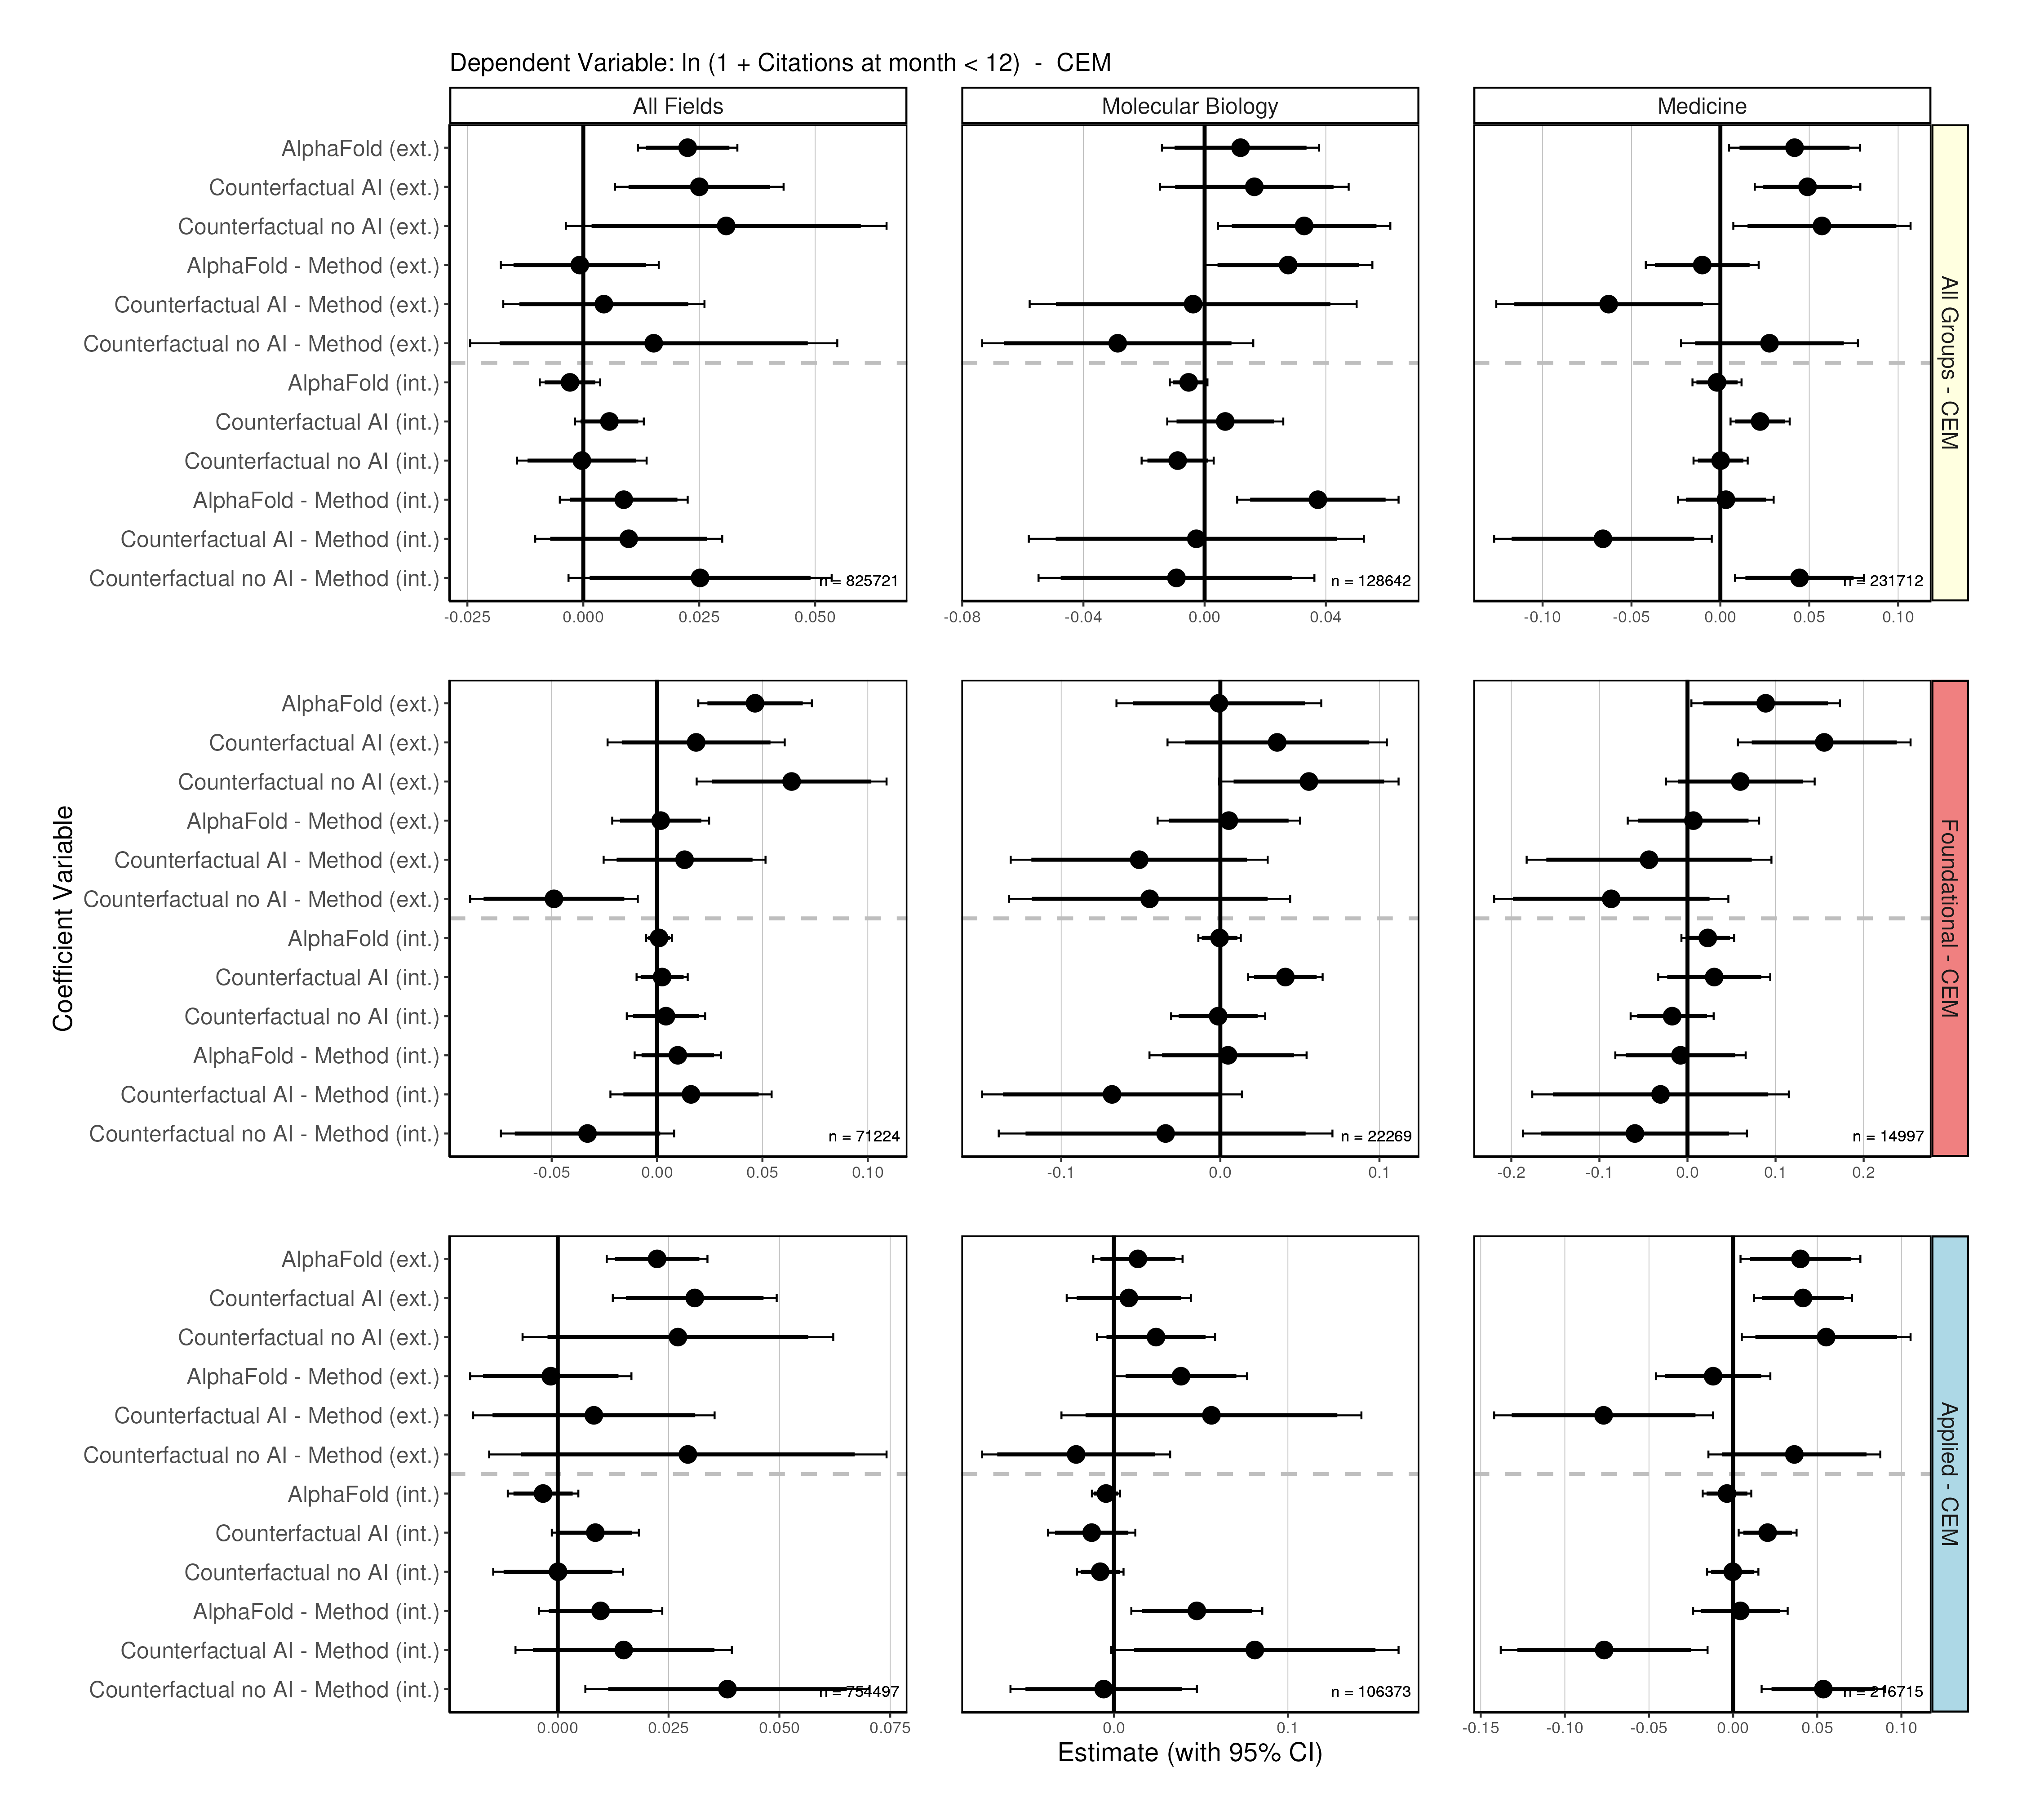 Dependent Variable: ln (1 + Citations at month < 12) - CEM
All Fields
Molecular Biology
Medicine
AlphaFold (ext.)
Counterfactual AI (ext.)
Counterfactual no AI (ext.)
AlphaFold - Method (ext.)
Counterfactual AI - Method (ext.)
Counterfactual no AI - Method (ext.)
AlphaFold (int.)
Counterfactual AI (int.)
Counterfactual no AI (int.)
AlphaFold - Method (int.)
Counterfactual AI - Method (int.)
Counterfactual no AI - Method (int.)
n = 825721
n = 128642
n = 231712
-0.025 0.000 0.025 0.050
-0.08 -0.04 0.00 0.04
-0.10 -0.05 0.00 0.05 0.10
All Groups - CEM
AlphaFold (ext.)
Counterfactual AI (ext.)
Counterfactual no AI (ext.)
AlphaFold - Method (ext.)
Counterfactual AI - Method (ext.)
Counterfactual no AI - Method (ext.)
AlphaFold (int.)
Counterfactual AI (int.)
Counterfactual no AI (int.)
AlphaFold - Method (int.)
Counterfactual AI - Method (int.)
Counterfactual no AI - Method (int.)
n = 71224
n = 22269
n = 14997
-0.05 0.00 0.05 0.10
-0.1 0.0 0.1
-0.2 -0.1 0.0 0.1 0.2
Foundational - CEM
Coefficient Variable
AlphaFold (ext.)
Counterfactual AI (ext.)
Counterfactual no AI (ext.)
AlphaFold - Method (ext.)
Counterfactual AI - Method (ext.)
Counterfactual no AI - Method (ext.)
AlphaFold (int.)
Counterfactual AI (int.)
Counterfactual no AI (int.)
AlphaFold - Method (int.)
Counterfactual AI - Method (int.)
Counterfactual no AI - Method (int.)
n = 754497
n = 106373
n = 216715
0.000 0.025 0.050 0.075
0.0 0.1
-0.15 -0.10 -0.05 0.00 0.05 0.10
Applied - CEM
Estimate (with 95% CI)